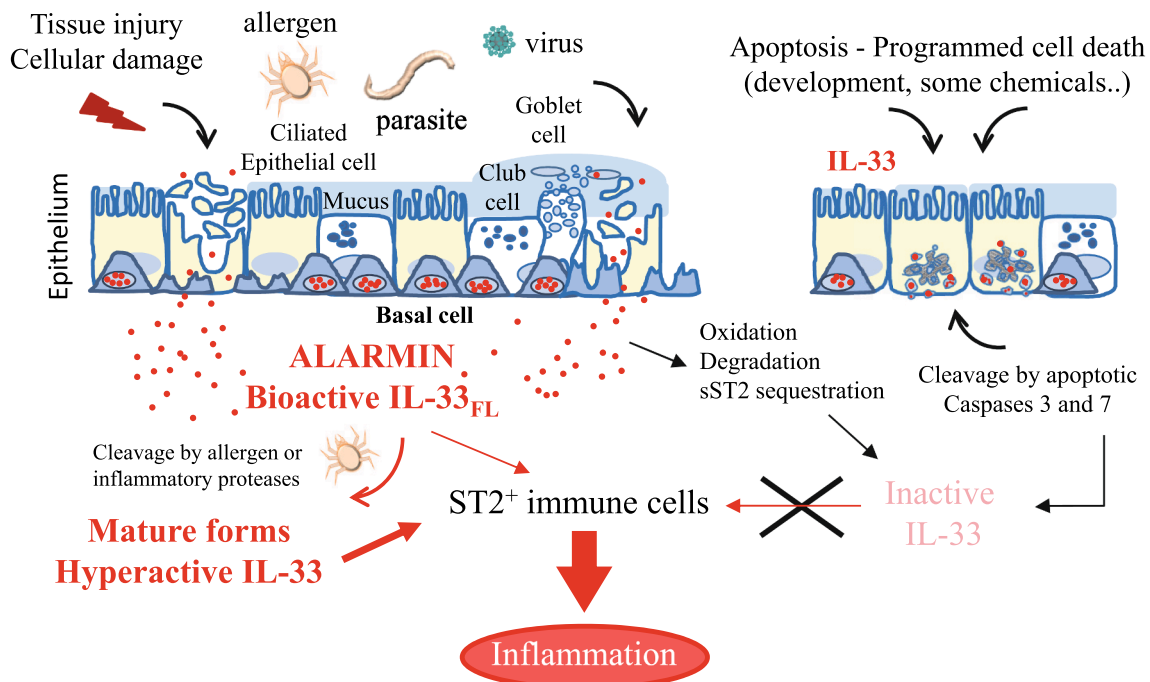 Tissue injury
Cellular damage
allergen
parasite
virus
Apoptosis - Programmed cell death
(development, some chemicals..)
Ciliated
Epithelial cell
Goblet
cell
Club
cell
Mucus
IL-33
Epithelium
Basal cell
ALARMIN
Bioactive IL-33FL
Oxidation
Degradation
sST2 sequestration
Cleavage by apoptotic
Caspases 3 and 7
Cleavage by allergen or
inflammatory proteases
ST2+ immune cells
Inactive
IL-33
Mature forms
Hyperactive IL-33
Inflammation